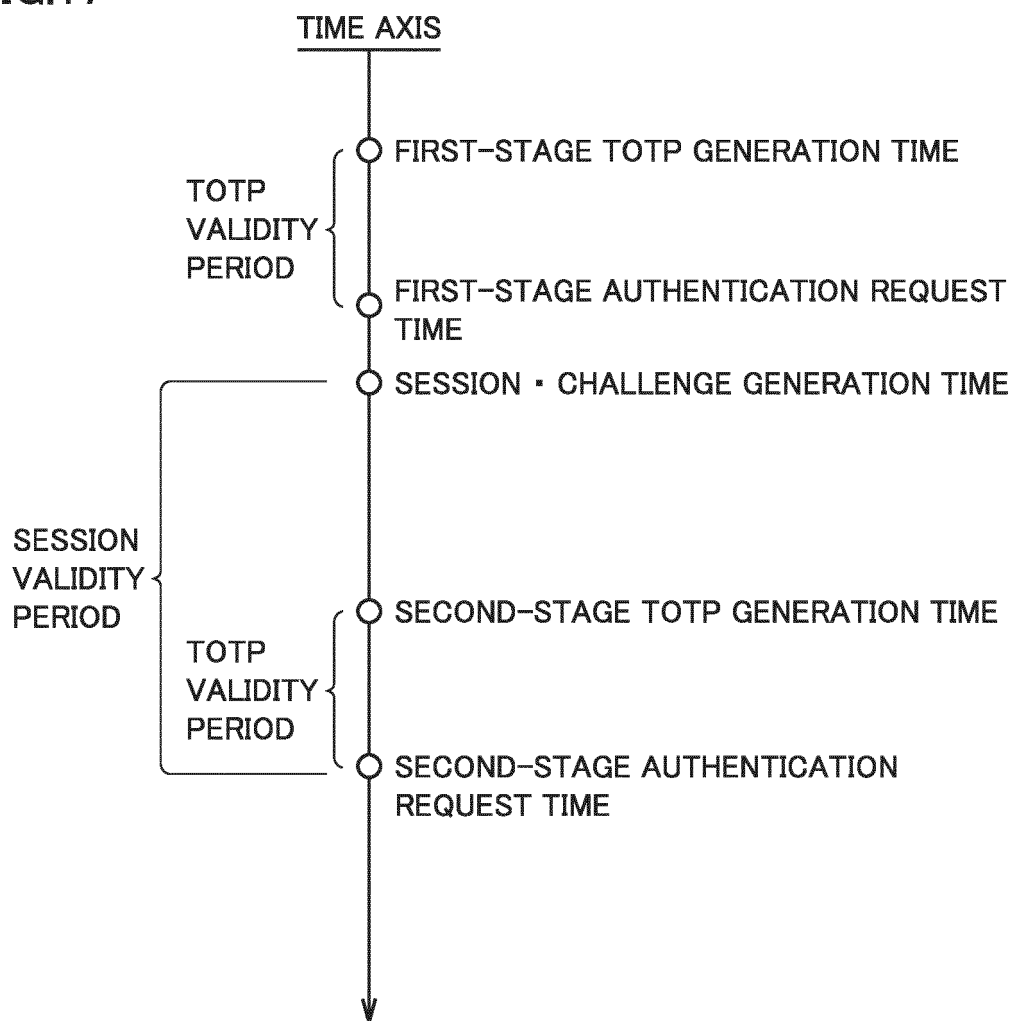 TIME AXIS
FIRST-STAGE TOTP GENERATION TIME
TOTP
VALIDITY
PERIOD
FIRST-STAGE AUTHENTICATION REQUEST
TIME
SESSION ▪ CHALLENGE GENERATION TIME
SESSION
VALIDITY
PERIOD
SECOND-STAGE TOTP GENERATION TIME
TOTP
VALIDITY
PERIOD
SECOND-STAGE AUTHENTICATION
REQUEST TIME